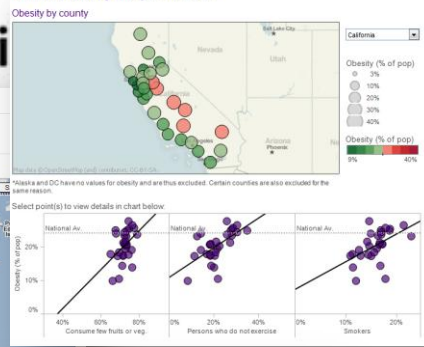 Obesity by county
Salt Lake City
Nevada
Utah
California
Arizona
Phoenix
California
Obesity (% of pop)
3%
10%
20%
30%
40%
Obesity (% of pop)
9% 40%
*Alaska and DC have no values for obesity and are thus excluded. Certain counties are also excluded for the
same reason.
Select point(s) to view details in chart below.
National Av. National Av. National Av.
Obesity (% of pop)
20%
10%
0%
40% 60% 80% 0% 20% 40% 0% 10% 20%
Consume few fruits or veg. Persons who do not exercise Smokers